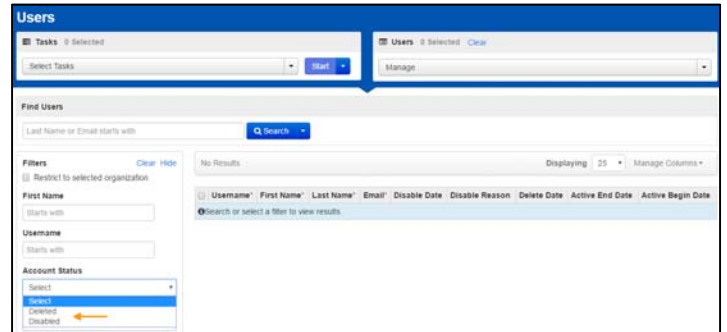 Users
Tasks 0 Selected
Users 0 Selected Clear
Select Tasks
Start
Manage
Find Users
Last Name or Email starts with
Search
Filters Clear Hide
No Results
Displaying 25 Manage Columns
Restrict to selected organization
First Name
Username First Name Last Name Email Disable Date Disable Reason Delete Date Active End Date Active Begin Date
Starts with
Search or select a filter to view results.
Username
Starts with
Account Status
Select
Select
Deleted
Disabled